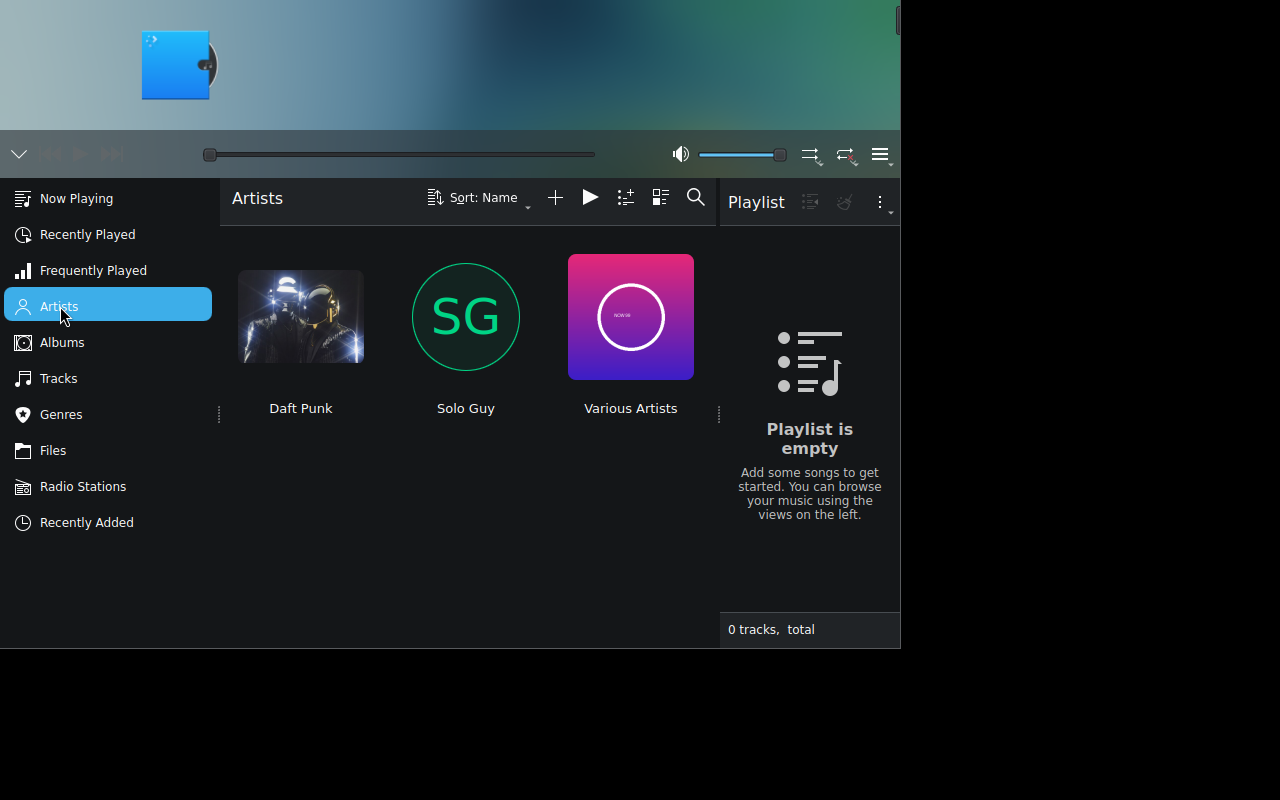 Now Playing
Recently Played
Frequently Played
Artists
Albums
Tracks
Genres
Files
Radio Stations
Recently Added
Artists
Sort: Name
SG
NOW 88
Daft Punk
Solo Guy
Various Artists
Playlist
Playlist is
empty
Add some songs to get
started. You can browse
your music using the
views on the left.
0 tracks,  total